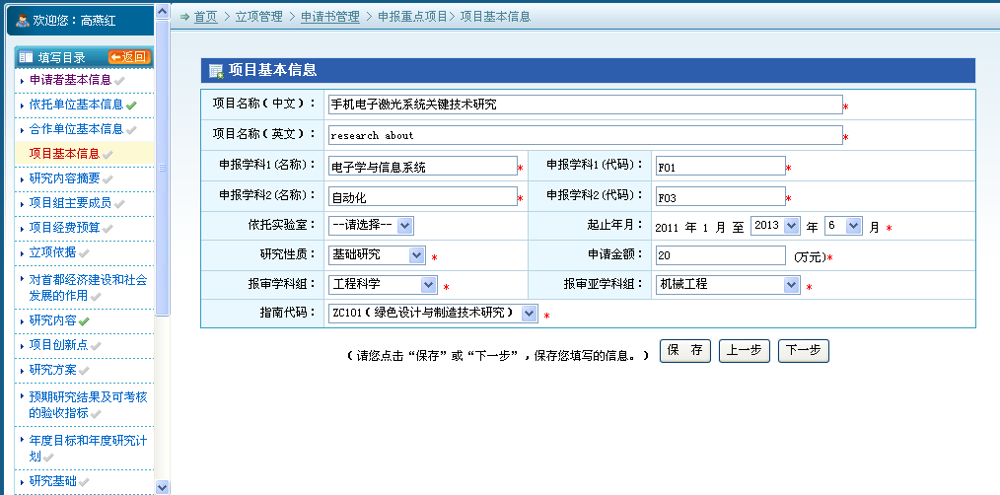 欢迎您：高燕红
首页 > 立项管理 > 申请书管理 > 申报重点项目> 项目基本信息
填写目录
返回
申请者基本信息
依托单位基本信息
合作单位基本信息
项目基本信息
研究内容摘要
项目组主要成员
项目经费预算
立项依据
对首都经济建设和社会
发展的作用
研究内容
项目创新点
研究方案
预期研究结果及可考核
的验收指标
年度目标和年度研究计
划
研究基础
项目基本信息
项目名称(中文)： 手机电子激光系统关键技术研究 *
项目名称(英文)： research about *
申报学科1(名称)： 电子学与信息系统 * 申报学科1(代码)： F01 *
申报学科2(名称)： 自动化 * 申报学科2(代码)： F03 *
依托实验室： --请选择-- 起止年月： 2011 年 1 月 至 2013 年 6 月 *
研究性质： 基础研究 * 申请金额： 20 (万元)*
报审学科组： 工程科学 * 报审亚学科组： 机械工程 *
指南代码： ZC101(绿色设计与制造技术研究) *
(请您点击“保存”或“下一步”,保存您填写的信息。) 保 存 上一步 下一步